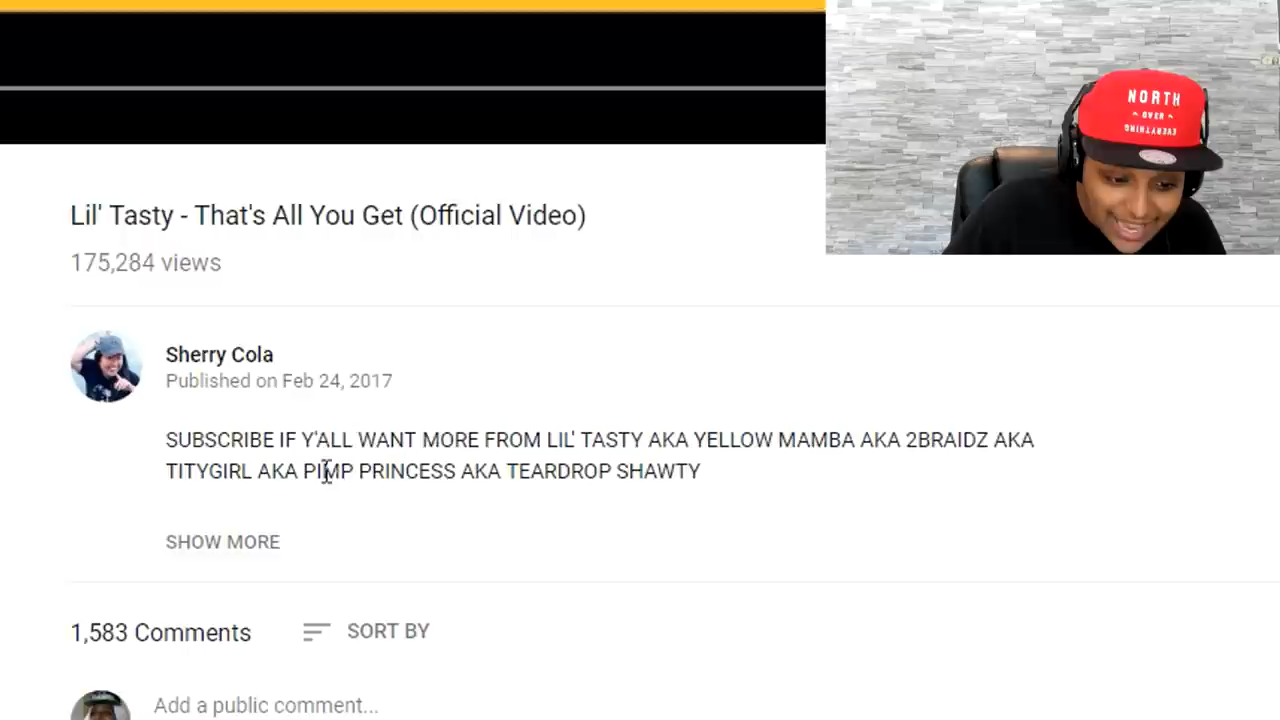 NORTH
^ OVER ^
EVERYTHING
Lil' Tasty - That's All You Get (Official Video)
175,284 views
Sherry Cola
Published on Feb 24, 2017
SUBSCRIBE IF Y'ALL WANT MORE FROM LIL' TASTY AKA YELLOW MAMBA AKA 2BRAIDZ AKA
TITYGIRL AKA PIMP PRINCESS AKA TEARDROP SHAWTY
SHOW MORE
1,583 Comments
SORT BY
Add a public comment...